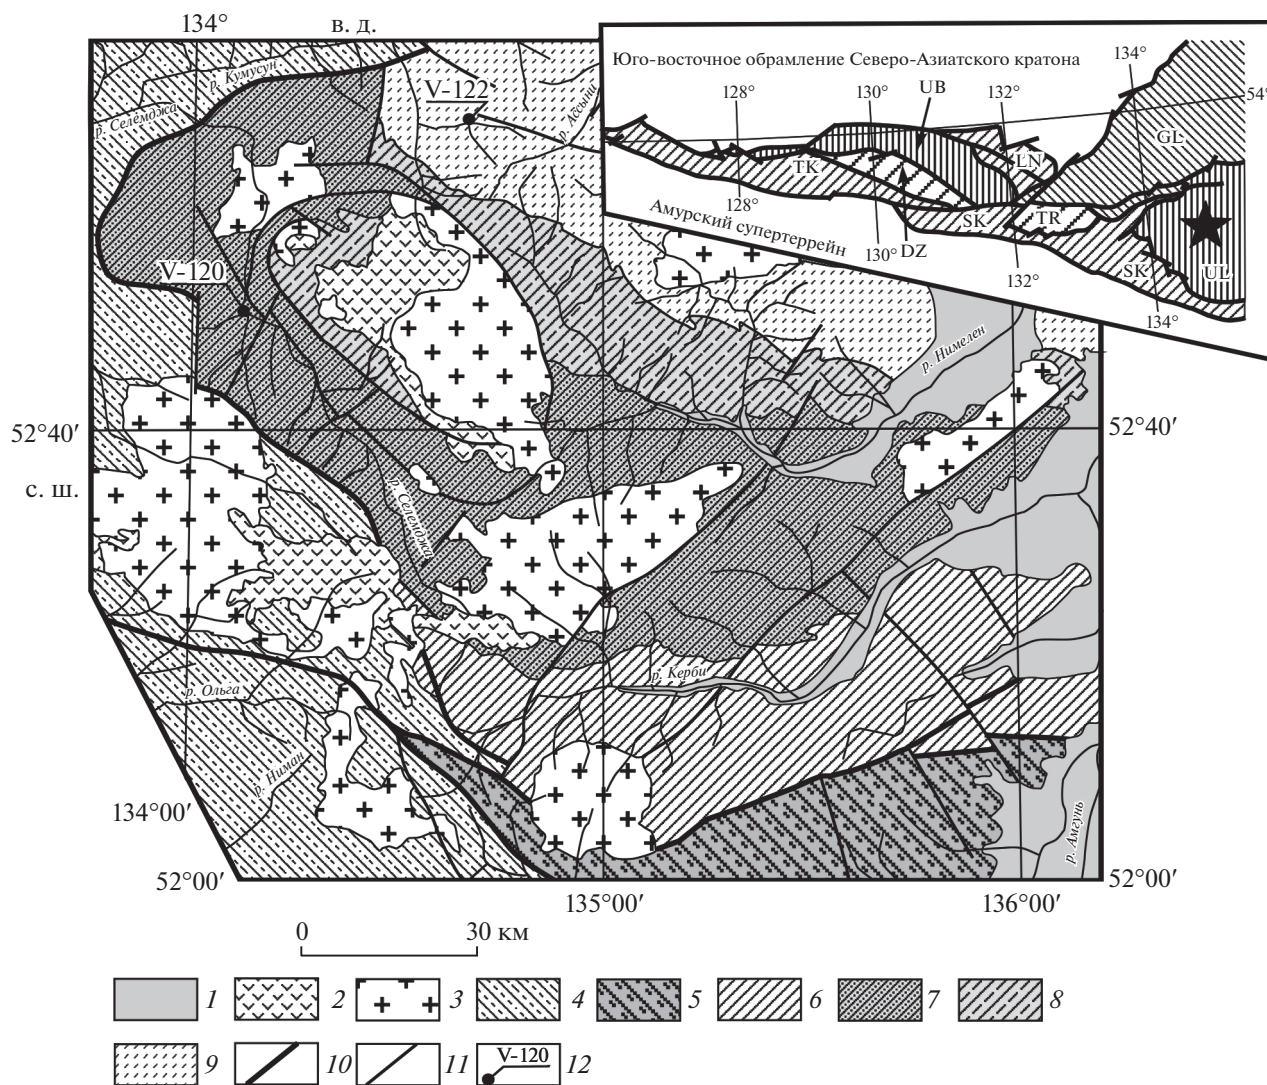 134°
в. д.
Юго-восточное обрамление Северо-Азиатского кратона
134°
128°
130°
UB
132°
54°
GL
LN
TK
128°
SK
TR
Амурский супертеррейн
130°
DZ
132°
SK
UL
134°
р. Кумусун
р. Селемджа
V-122
р. Ассыни
V-120
р. Нимелен
52°40′
52°40′
с. ш.
р. Селемджа
р. Керби
р. Ольга
р. Ниман
134°00′
р. Амгунь
52°00′
52°00′
135°00′
136°00′
0 30 км
1 2 3 4 5 6 7 8
9 10 11 V-120 12